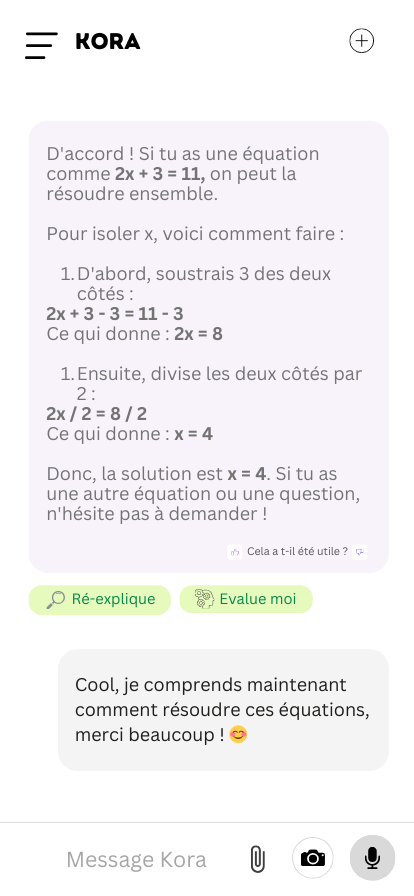 KORA
D'accord ! Si tu as une équation
comme 2x + 3 = 11, on peut la
résoudre ensemble.
Pour isoler x, voici comment faire :
1. D'abord, soustrais 3 des deux
côtés :
2x + 3 - 3 = 11 - 3
Ce qui donne : 2x = 8
1. Ensuite, divise les deux côtés par
2 :
2x / 2 = 8 / 2
Ce qui donne : x = 4
Donc, la solution est x = 4. Si tu as
une autre équation ou une question,
n'hésite pas à demander !
Cela a t-il été utile ?
Ré-explique
Evalue moi
Cool, je comprends maintenant
comment résoudre ces équations,
merci beaucoup ! 😊
Message Kora